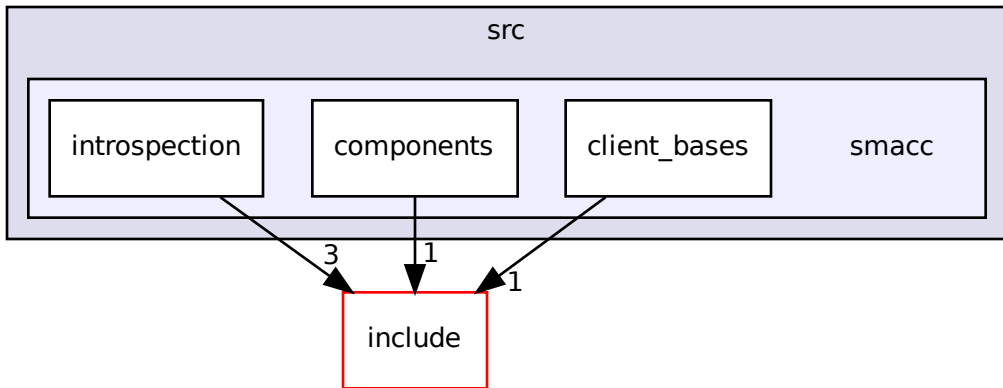 src
introspection
components
client_bases
smacc
3
1
1
include